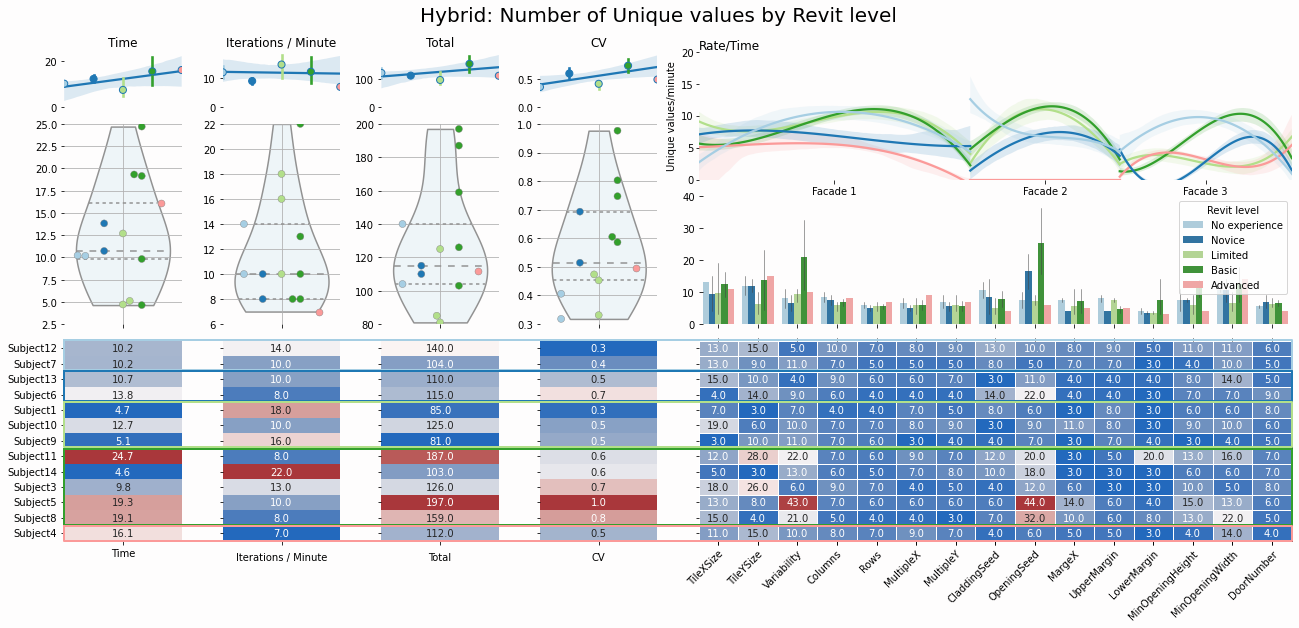 Hybrid: Number of Unique values by Revit level
Time
Iterations / Minute
Total
CV
Rate/Time
20
0
10
0
100
0
0.5
0.0
25.0
22.5
20.0
17.5
15.0
12.5
10.0
7.5
5.0
2.5
22
20
18
16
14
12
10
8
6
200
180
160
140
120
100
80
1.0
0.9
0.8
0.7
0.6
0.5
0.4
0.3
Unique values/minute
20
15
10
5
0
Facade 1
Facade 2
Facade 3
40
30
20
10
0
Revit level
No experience
Novice
Limited
Basic
Advanced
Subject12 10.2 14.0 140.0 0.3 13.0 15.0 5.0 10.0 7.0 8.0 9.0 13.0 10.0 8.0 9.0 5.0 11.0 11.0 6.0
Subject7 10.2 10.0 104.0 0.4 13.0 9.0 11.0 7.0 5.0 5.0 5.0 8.0 5.0 7.0 7.0 3.0 4.0 10.0 5.0
Subject13 10.7 10.0 110.0 0.5 15.0 10.0 4.0 9.0 6.0 6.0 7.0 3.0 11.0 4.0 4.0 4.0 8.0 14.0 5.0
Subject6 13.8 8.0 115.0 0.7 4.0 14.0 9.0 6.0 4.0 4.0 4.0 14.0 22.0 4.0 4.0 3.0 7.0 7.0 9.0
Subject1 4.7 18.0 85.0 0.3 7.0 3.0 7.0 4.0 4.0 7.0 5.0 8.0 6.0 3.0 8.0 3.0 6.0 6.0 8.0
Subject10 12.7 10.0 125.0 0.5 19.0 6.0 10.0 7.0 8.0 7.0 9.0 3.0 9.0 11.0 8.0 3.0 9.0 10.0 6.0
Subject9 5.1 16.0 81.0 0.5 3.0 10.0 11.0 7.0 6.0 3.0 4.0 4.0 7.0 3.0 7.0 4.0 3.0 4.0 5.0
Subject11 24.7 8.0 187.0 0.6 12.0 28.0 22.0 7.0 6.0 9.0 7.0 12.0 20.0 3.0 5.0 20.0 13.0 16.0 7.0
Subject14 4.6 22.0 103.0 0.6 5.0 3.0 13.0 6.0 5.0 7.0 8.0 10.0 18.0 3.0 3.0 3.0 6.0 6.0 7.0
Subject3 9.8 13.0 126.0 0.7 18.0 26.0 6.0 9.0 7.0 4.0 5.0 4.0 12.0 6.0 3.0 3.0 10.0 5.0 8.0
Subject5 19.3 10.0 197.0 1.0 13.0 8.0 43.0 7.0 6.0 6.0 6.0 6.0 44.0 14.0 6.0 4.0 15.0 13.0 6.0
Subject8 19.1 8.0 159.0 0.8 15.0 4.0 21.0 5.0 4.0 4.0 3.0 7.0 32.0 10.0 6.0 8.0 13.0 22.0 5.0
Subject4 16.1 7.0 112.0 0.5 11.0 15.0 10.0 8.0 7.0 9.0 7.0 4.0 6.0 5.0 5.0 3.0 4.0 14.0 4.0
Time
Iterations / Minute
Total
CV
TileXSize
TileYSize
Variability
Columns
Rows
MultipleX
MultipleY
CladdingSeed
OpeningSeed
MargeX
UpperMargin
LowerMargin
MinOpeningHeight
MinOpeningWidth
DoorNumber